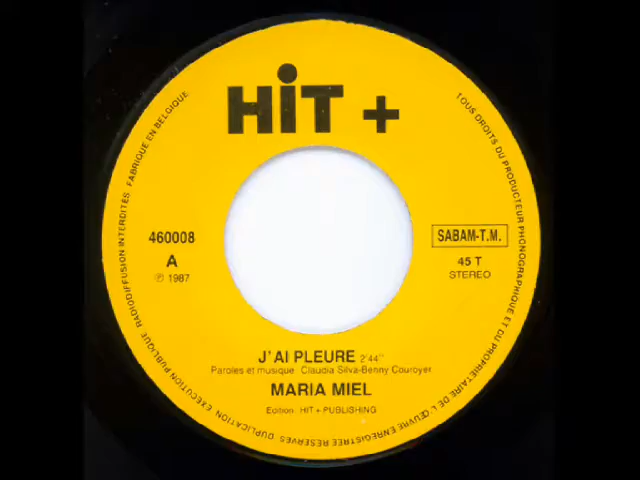 HiT +
TOUS DROITS DU PRODUCTEUR PHONOGRAPHIQUE ET DU PROPRIETAIRE DE L'ŒUVRE ENREGISTREE RESERVES DUPLICATION EXECUTION PUBLIQUE RADIODIFFUSION INTERDITES FABRIQUE EN BELGIQUE
460008
A
℗ 1987
SABAM-T.M.
45 T
STEREO
J'AI PLEURE 2'44"
Paroles et musique: Claudia Silva-Benny Couroyer
MARIA MIEL
Edition: HIT + PUBLISHING